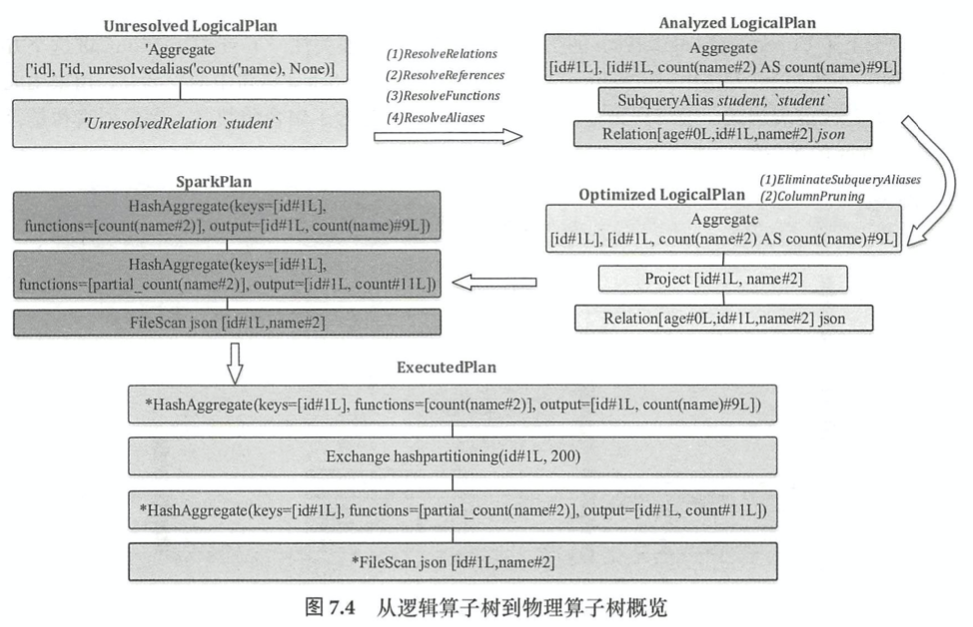 Unresolved LogicalPlan
'Aggregate
['id], ['id, unresolvedalias('count('name), None)]
'UnresolvedRelation `student`
(1)ResolveRelations
(2)ResolveReferences
(3)ResolveFunctions
(4)ResolveAliases
Analyzed LogicalPlan
Aggregate
[id#1L], [id#1L, count(name#2) AS count(name)#9L]
SubqueryAlias student, `student`
Relation[age#0L,id#1L,name#2] json
(1)EliminateSubqueryAliases
(2)ColumnPruning
Optimized LogicalPlan
Aggregate
[id#1L], [id#1L, count(name#2) AS count(name)#9L]
Project [id#1L, name#2]
Relation[age#0L,id#1L,name#2] json
SparkPlan
HashAggregate(keys=[id#1L],
functions=[count(name#2)], output=[id#1L, count(name)#9L])
HashAggregate(keys=[id#1L],
functions=[partial_count(name#2)], output=[id#1L, count#11L])
FileScan json [id#1L,name#2]
ExecutedPlan
*HashAggregate(keys=[id#1L], functions=[count(name#2)], output=[id#1L, count(name)#9L])
Exchange hashpartitioning(id#1L, 200)
*HashAggregate(keys=[id#1L], functions=[partial_count(name#2)], output=[id#1L, count#11L])
*FileScan json [id#1L,name#2]
图 7.4 从逻辑算子树到物理算子树概览